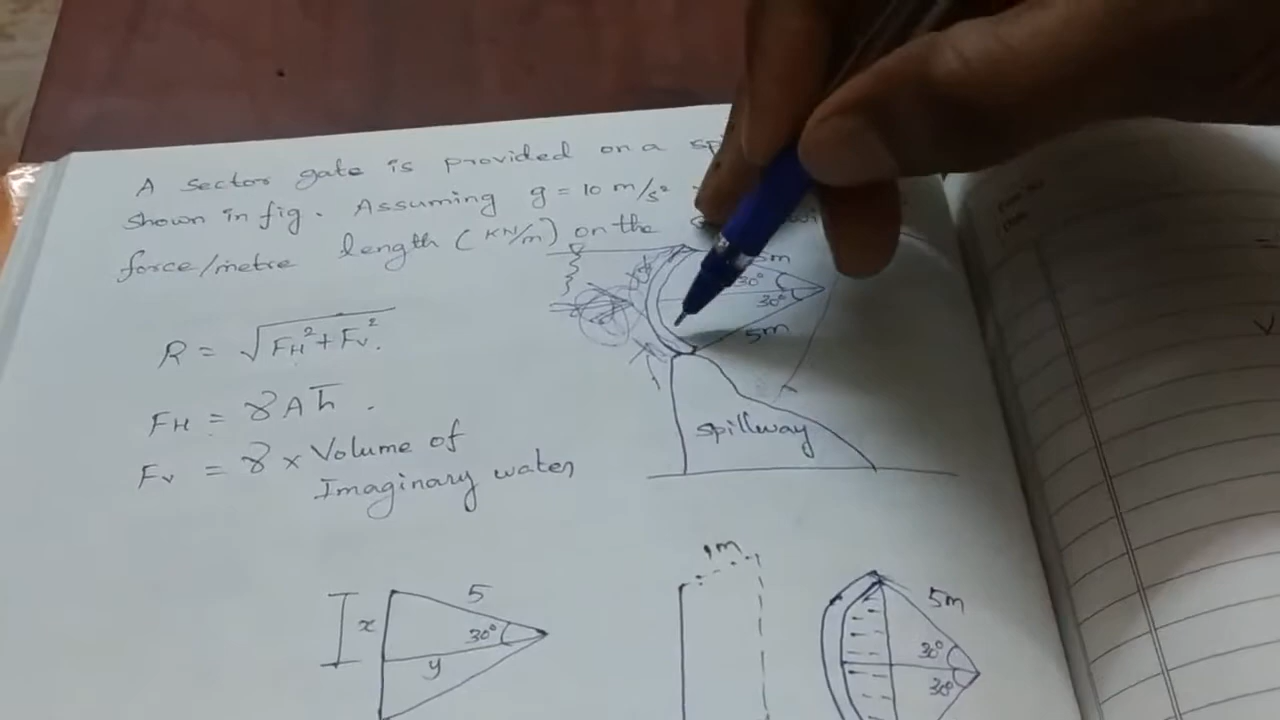 A sector gate is provided on a
shown in fig. Assuming g = 10 m/s²
force/metre length (KN/m) on the
5m
30°
30°
5m
R = √(FH² + Fv²).
FH = γ A h̄ .
Fv = γ × Volume of
Imaginary water
spillway
1m
x
5
30°
y
5m
30°
30°